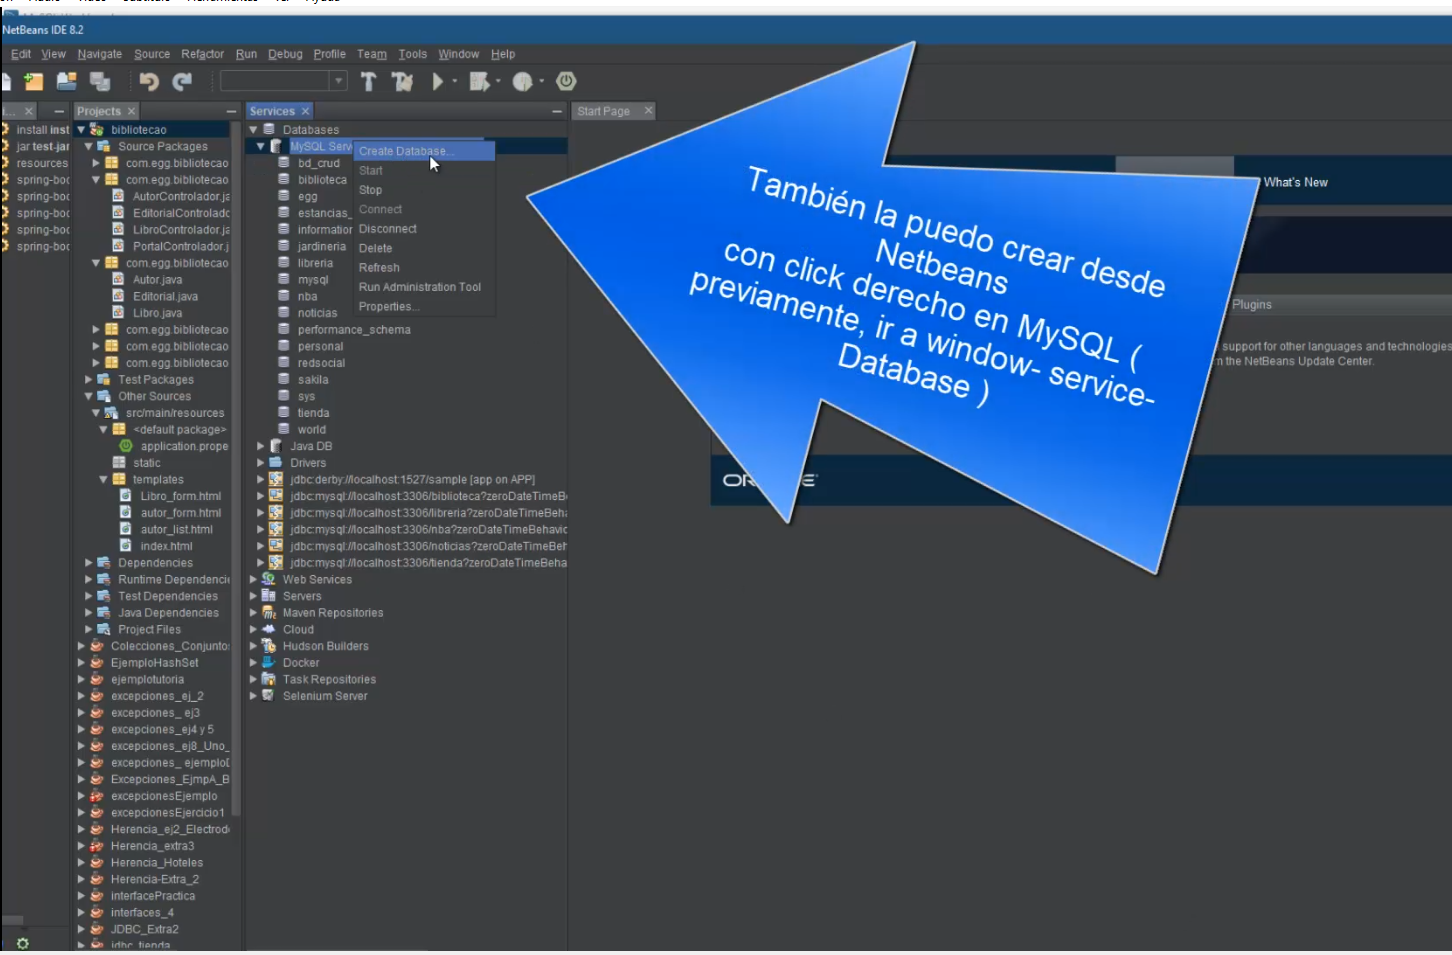 NetBeans IDE 8.2
Edit View Navigate Source Refactor Run Debug Profile Team Tools Window Help
Projects
Services
Start Page
install inst
jar test-jar
resources
spring-boo
spring-boo
spring-boo
spring-boo
spring-boo
bibliotecao
Source Packages
com.egg.bibliotecao
com.egg.bibliotecao
AutorControlador.ja
EditorialControladc
LibroControlador.ja
PortalControlador.j
com.egg.bibliotecao
Autor.java
Editorial.java
Libro.java
com.egg.bibliotecao
com.egg.bibliotecao
com.egg.bibliotecao
Test Packages
Other Sources
src/main/resources
<default package>
application.prope
static
templates
Libro_form.html
autor_form.html
autor_list.html
index.html
Dependencies
Runtime Dependencie
Test Dependencies
Java Dependencies
Project Files
Colecciones_Conjunto
EjemploHashSet
ejemplotutoria
excepciones_ej_2
excepciones_ ej3
excepciones_ej4 y 5
excepciones_ej8_Uno_
excepciones_ ejemplo
Excepciones_EjmpA_B
excepcionesEjemplo
excepcionesEjercicio1
Herencia_ej2_Electrod
Herencia_extra3
Herencia_Hoteles
Herencia-Extra_2
interfacePractica
interfaces_4
JDBC_Extra2
jdbc_tienda
Databases
MySQL Serv
bd_crud
biblioteca
egg
estancias_
informatior
jardineria
libreria
mysql
nba
noticias
performance_schema
personal
redsocial
sakila
sys
tienda
world
Java DB
Drivers
jdbc:derby://localhost:1527/sample [app on APP]
jdbc:mysql://localhost:3306/biblioteca?zeroDateTimeB
jdbc:mysql://localhost:3306/libreria?zeroDateTimeBeh
jdbc:mysql://localhost:3306/nba?zeroDateTimeBehavic
jdbc:mysql://localhost:3306/noticias?zeroDateTimeBeh
jdbc:mysql://localhost:3306/tienda?zeroDateTimeBeha
Web Services
Servers
Maven Repositories
Cloud
Hudson Builders
Docker
Task Repositories
Selenium Server
Create Database...
Start
Stop
Connect
Disconnect
Delete
Refresh
Run Administration Tool
Properties...
También la puedo crear desde
Netbeans
con click derecho en MySQL (
previamente, ir a window- service-
Database )
What's New
Plugins
support for other languages and technologies
the NetBeans Update Center.